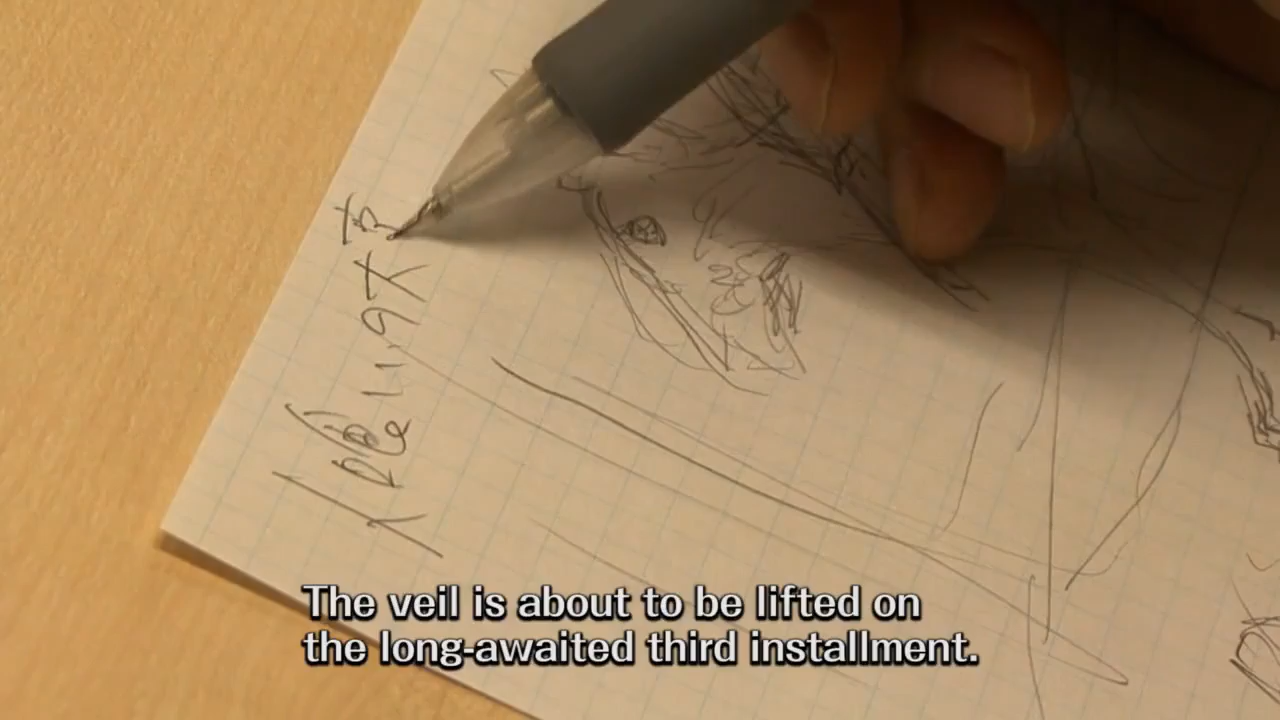 The veil is about to be lifted on
the long-awaited third installment.